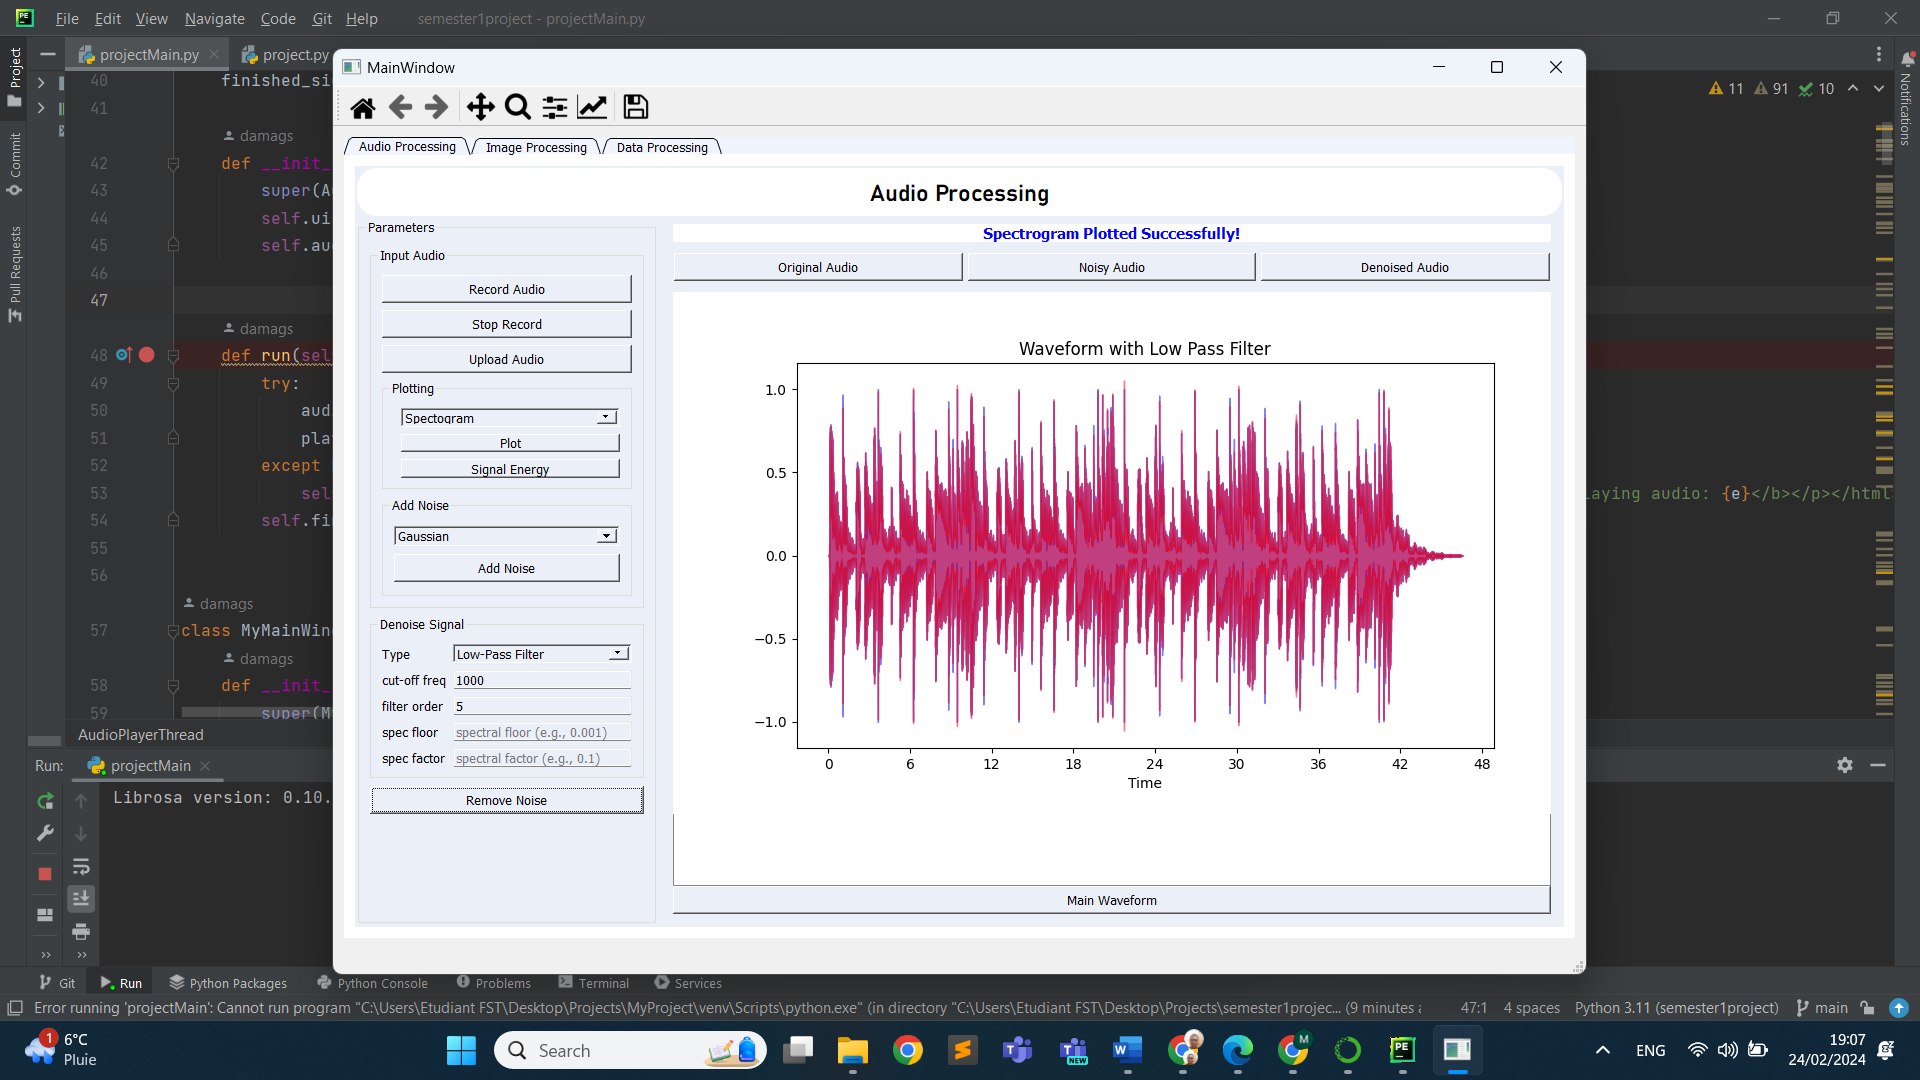 PE File Edit View Navigate Code Git Help semester1project - projectMain.py
projectMain.py project.py
MainWindow
11 91 10
Audio Processing Image Processing Data Processing
Audio Processing
Parameters
Input Audio
Record Audio
Stop Record
Upload Audio
Plotting
Spectogram
Plot
Signal Energy
Add Noise
Gaussian
Add Noise
Denoise Signal
Type Low-Pass Filter
cut-off freq 1000
filter order 5
spec floor spectral floor (e.g., 0.001)
spec factor spectral factor (e.g., 0.1)
Remove Noise
Spectrogram Plotted Successfully!
Original Audio Noisy Audio Denoised Audio
Waveform with Low Pass Filter
1.0
0.5
0.0
−0.5
−1.0
0 6 12 18 24 30 36 42 48
Time
Main Waveform
Project
Commit
Pull Requests
Notifications
40 finished_si
41
damags
42 def __init_
43 super(A
44 self.ui
45 self.au
46
47
damags
48 def run(sel
49 try:
50 aud
51 pla
52 except
53 sel
aying audio: {e}</b></p></html
54 self.fi
55
56
damags
57 class MyMainWin
damags
58 def __init_
59 super(M
AudioPlayerThread
Run: projectMain
Librosa version: 0.10.
Git Run Python Packages Python Console Problems Terminal Services
Error running 'projectMain': Cannot run program "C:\Users\Etudiant FST\Desktop\Projects\MyProject\venv\Scripts\python.exe" (in directory "C:\Users\Etudiant FST\Desktop\Projects\semester1projec... (9 minutes a 47:1 4 spaces Python 3.11 (semester1project) main
1 6°C
Pluie
Search
NEW
M
PE
ENG
19:07
24/02/2024